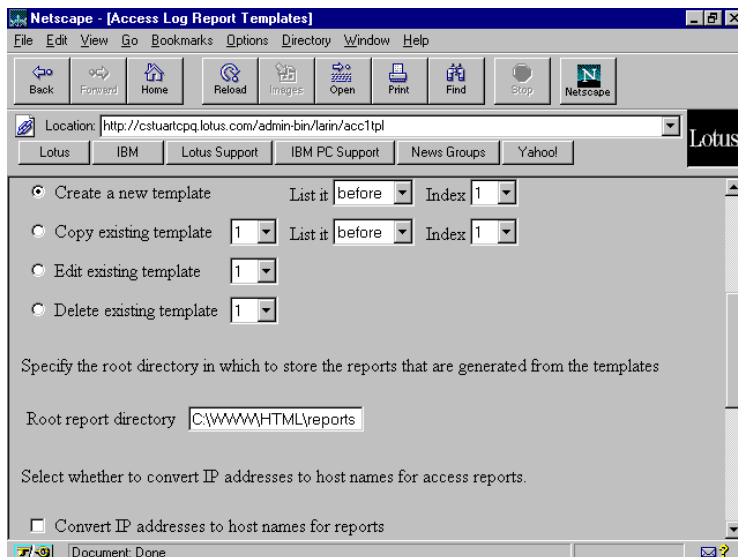 Netscape - [Access Log Report Templates]
File Edit View Go Bookmarks Options Directory Window Help
Back Forward Home Reload Images Open Print Find Stop N Netscape
Location: http://cstuartcpq.lotus.com/admin-bin/larin/acc1tpl
Lotus
Lotus IBM Lotus Support IBM PC Support News Groups Yahoo!
Create a new template List it before Index 1
Copy existing template 1 List it before Index 1
Edit existing template 1
Delete existing template 1
Specify the root directory in which to store the reports that are generated from the templates
Root report directory C:\WWW\HTML\reports
Select whether to convert IP addresses to host names for access reports.
Convert IP addresses to host names for reports
Document: Done